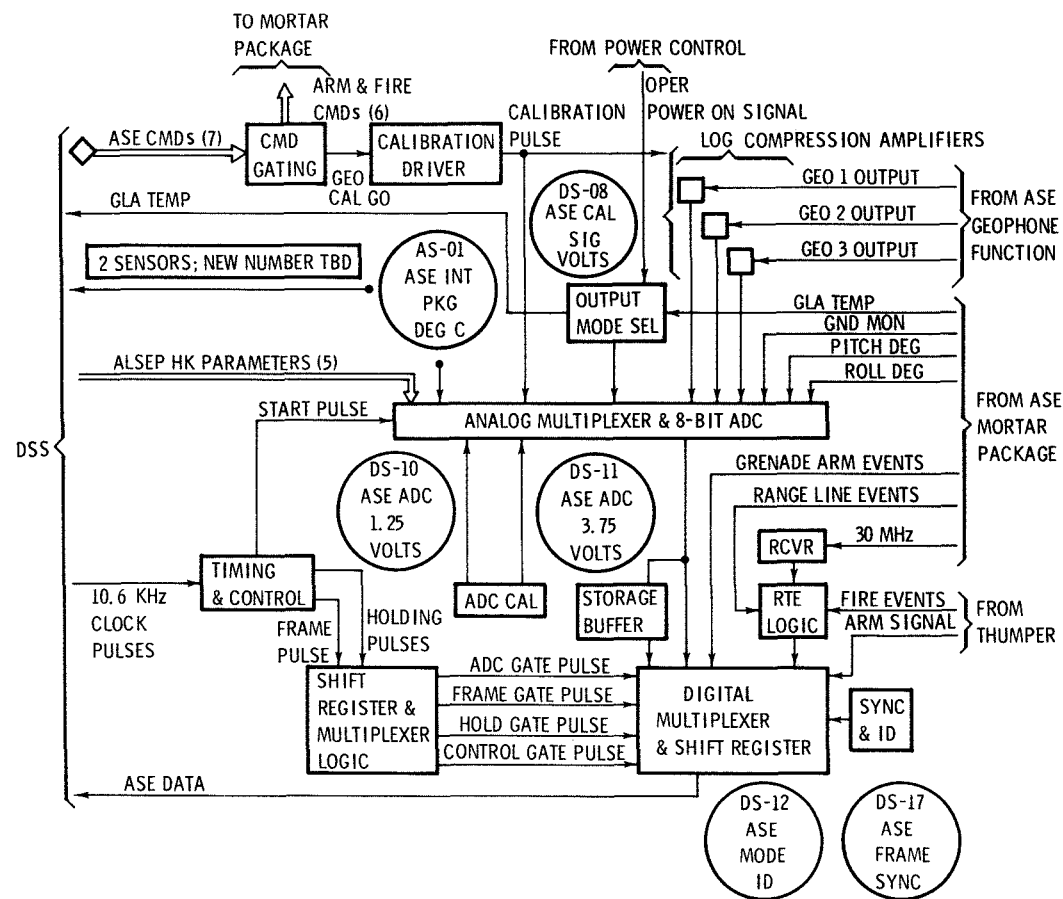 TO MORTAR
PACKAGE
FROM POWER CONTROL
ARM & FIRE
CMDs (6)
OPER
POWER ON SIGNAL
CALIBRATION
PULSE
LOG COMPRESSION AMPLIFIERS
ASE CMDs (7)
CMD
GATING
CALIBRATION
DRIVER
GEO
CAL GO
GEO 1 OUTPUT
GEO 2 OUTPUT
GEO 3 OUTPUT
FROM ASE
GEOPHONE
FUNCTION
GLA TEMP
DS-08
ASE CAL
SIG
VOLTS
2 SENSORS; NEW NUMBER TBD
AS-01
ASE INT
PKG
DEG C
OUTPUT
MODE SEL
GLA TEMP
GND MON
PITCH DEG
ROLL DEG
ALSEP HK PARAMETERS (5)
START PULSE
ANALOG MULTIPLEXER & 8-BIT ADC
FROM ASE
MORTAR
PACKAGE
DSS
DS-10
ASE ADC
1.25
VOLTS
DS-11
ASE ADC
3.75
VOLTS
GRENADE ARM EVENTS
RANGE LINE EVENTS
30 MHz
RCVR
TIMING
& CONTROL
10.6 KHz
CLOCK
PULSES
FRAME
PULSE
HOLDING
PULSES
ADC CAL
STORAGE
BUFFER
RTE
LOGIC
FIRE EVENTS
ARM SIGNAL
FROM
THUMPER
SHIFT
REGISTER &
MULTIPLEXER
LOGIC
ADC GATE PULSE
FRAME GATE PULSE
HOLD GATE PULSE
CONTROL GATE PULSE
DIGITAL
MULTIPLEXER
& SHIFT REGISTER
SYNC
& ID
ASE DATA
DS-12
ASE
MODE
ID
DS-17
ASE
FRAME
SYNC